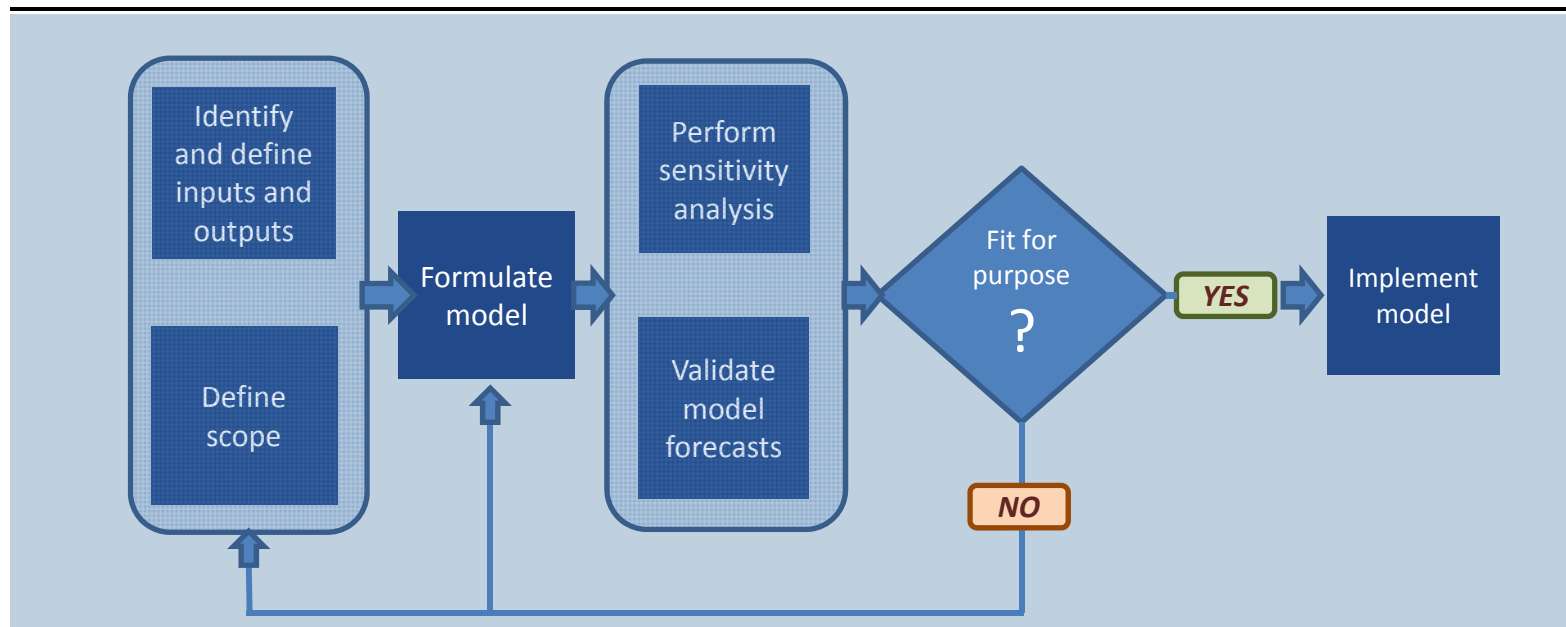 Identify
and define
inputs and
outputs
Define
scope
Formulate
model
Perform
sensitivity
analysis
Validate
model
forecasts
Fit for
purpose
?
YES
NO
Implement
model